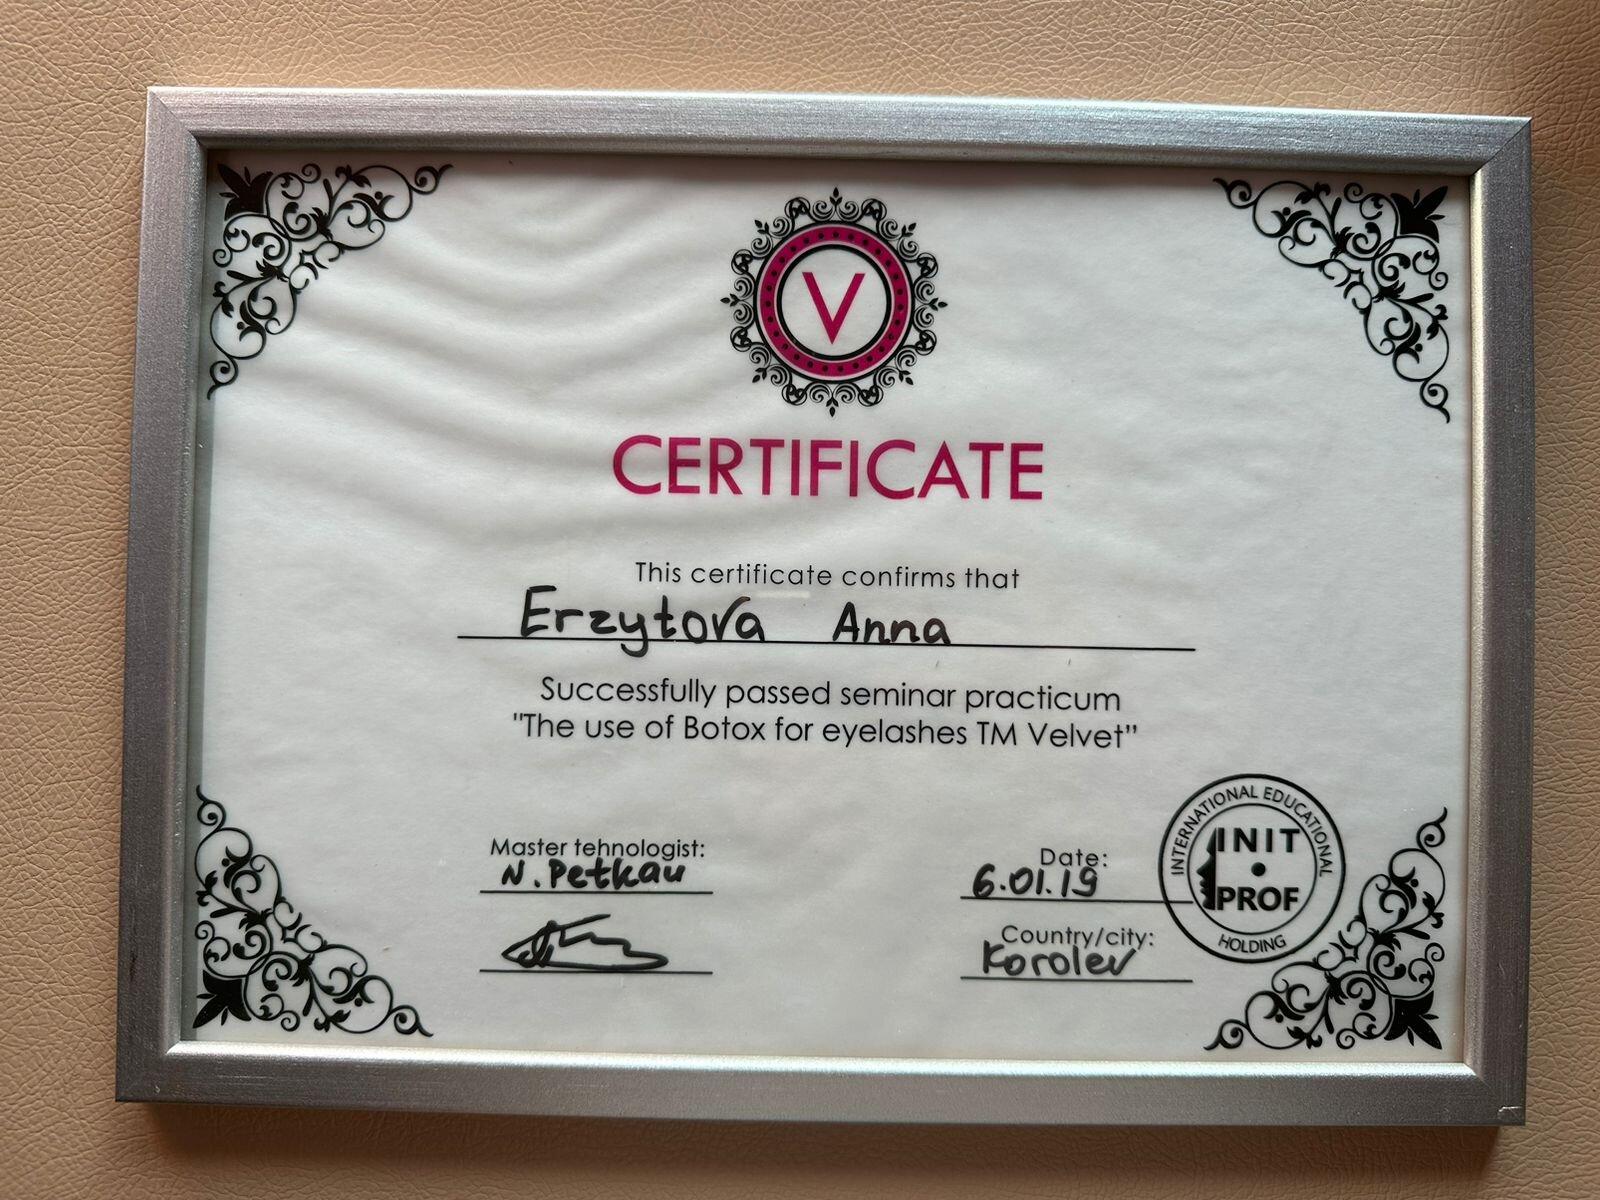 V
CERTIFICATE
This certificate confirms that
Erzytova Anna
Successfully passed seminar practicum
"The use of Botox for eyelashes TM Velvet"
Master tehnologist:
N. Petkau
Date:
6.01.19
Country/city:
Korolev
INTERNATIONAL EDUCATIONAL
INIT
PROF
HOLDING